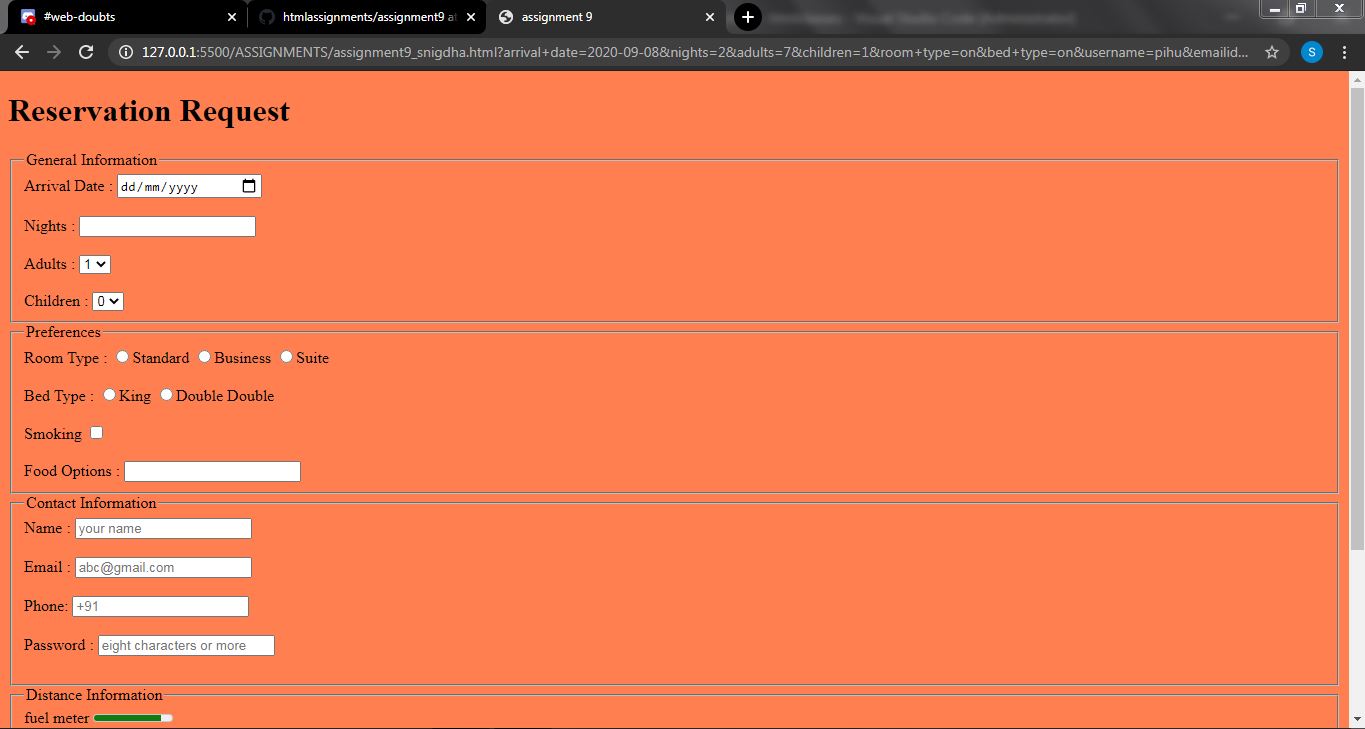 #web-doubts
htmlassignments/assignment9 at
assignment 9
127.0.0.1:5500/ASSIGNMENTS/assignment9_snigdha.html?arrival+date=2020-09-08&nights=2&adults=7&children=1&room+type=on&bed+type=on&username=pihu&emailid...
S
Reservation Request
General Information
Arrival Date : dd/mm/yyyy
Nights :
Adults : 1
Children : 0
Preferences
Room Type : Standard Business Suite
Bed Type : King Double Double
Smoking
Food Options :
Contact Information
Name : your name
Email : abc@gmail.com
Phone: +91
Password : eight characters or more
Distance Information
fuel meter